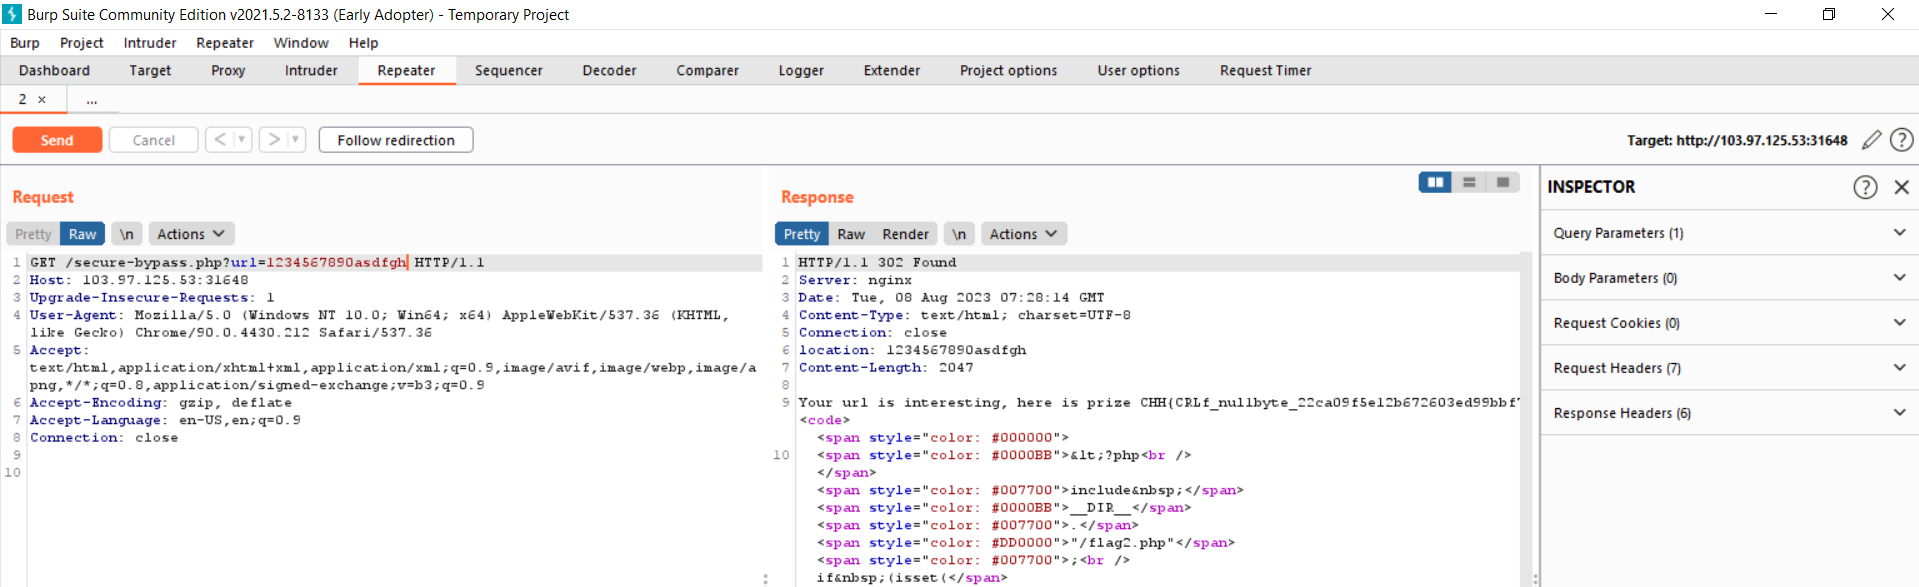 Burp Suite Community Edition v2021.5.2-8133 (Early Adopter) - Temporary Project
Burp Project Intruder Repeater Window Help
Dashboard Target Proxy Intruder Repeater Sequencer Decoder Comparer Logger Extender Project options User options Request Timer
2 × ...
Send Cancel < > Follow redirection Target: http://103.97.125.53:31648 ?
Request
Pretty Raw \n Actions
1 GET /secure-bypass.php?url=1234567890asdfgh HTTP/1.1
2 Host: 103.97.125.53:31648
3 Upgrade-Insecure-Requests: 1
4 User-Agent: Mozilla/5.0 (Windows NT 10.0; Win64; x64) AppleWebKit/537.36 (KHTML,
like Gecko) Chrome/90.0.4430.212 Safari/537.36
5 Accept:
text/html,application/xhtml+xml,application/xml;q=0.9,image/avif,image/webp,image/a
png,*/*;q=0.8,application/signed-exchange;v=b3;q=0.9
6 Accept-Encoding: gzip, deflate
7 Accept-Language: en-US,en;q=0.9
8 Connection: close
9
10
Response
Pretty Raw Render \n Actions
1 HTTP/1.1 302 Found
2 Server: nginx
3 Date: Tue, 08 Aug 2023 07:28:14 GMT
4 Content-Type: text/html; charset=UTF-8
5 Connection: close
6 location: 1234567890asdfgh
7 Content-Length: 2047
8
9 Your url is interesting, here is prize CHH{CRLf_nullbyte_22ca09f5e12b672603ed99bbf
<code>
<span style="color: #000000">
10 <span style="color: #0000BB">&lt;?php<br />
</span>
<span style="color: #007700">include&nbsp;</span>
<span style="color: #0000BB">__DIR__</span>
<span style="color: #007700">.</span>
<span style="color: #DD0000">"/flag2.php"</span>
<span style="color: #007700">;<br />
if&nbsp;(isset(</span>
INSPECTOR ?
Query Parameters (1)
Body Parameters (0)
Request Cookies (0)
Request Headers (7)
Response Headers (6)